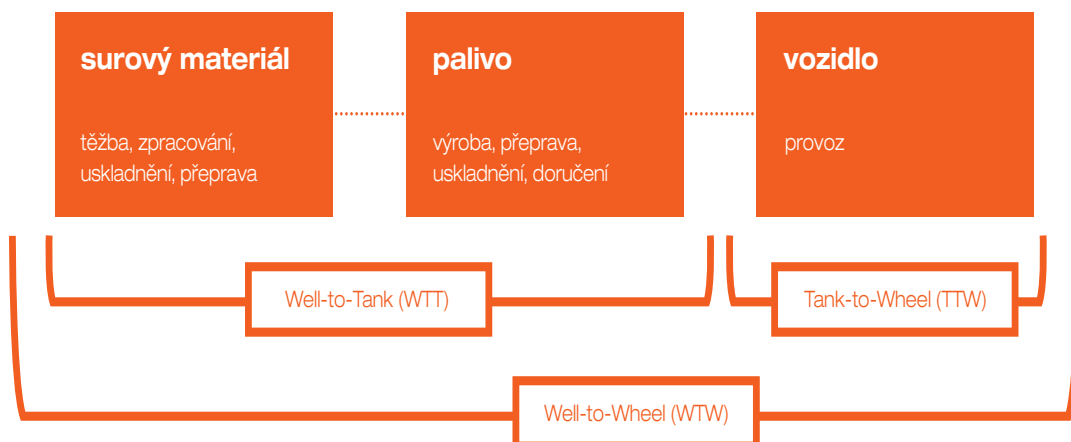 surový materiál
těžba, zpracování,
uskladnění, přeprava
palivo
výroba, přeprava,
uskladnění, doručení
vozidlo
provoz
Well-to-Tank (WTT)
Tank-to-Wheel (TTW)
Well-to-Wheel (WTW)